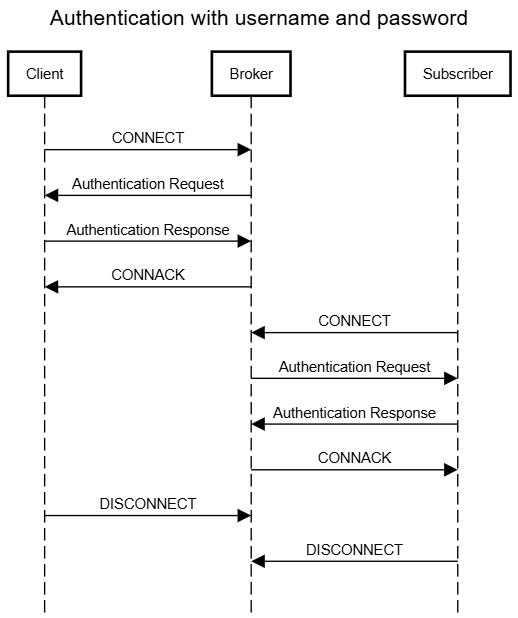 Authentication with username and password
Client
Broker
Subscriber
CONNECT
Authentication Request
Authentication Response
CONNACK
CONNECT
Authentication Request
Authentication Response
CONNACK
DISCONNECT
DISCONNECT